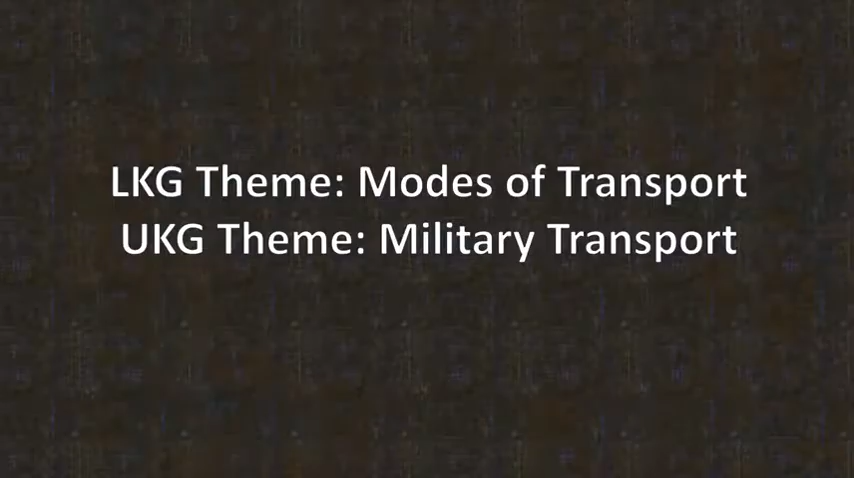 LKG Theme: Modes of Transport
UKG Theme: Military Transport